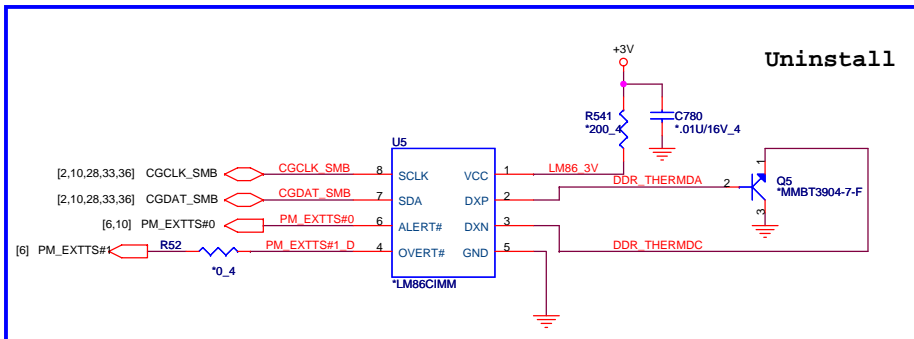 +3V
Uninstall
R541
*200_4
C780
*.01U/16V_4
U5
[2,10,28,33,36] CGCLK_SMB CGCLK_SMB 8 SCLK VCC 1 LM86_3V
[2,10,28,33,36] CGDAT_SMB CGDAT_SMB 7 SDA DXP 2 DDR_THERMDA 2
1
Q5
*MMBT3904-7-F
3
[6,10] PM_EXTTS#0 PM_EXTTS#0 6 ALERT# DXN 3
[6] PM_EXTTS#1 R52 PM_EXTTS#1_D 4 OVERT# GND 5 DDR_THERMDC
*0_4
*LM86CIMM